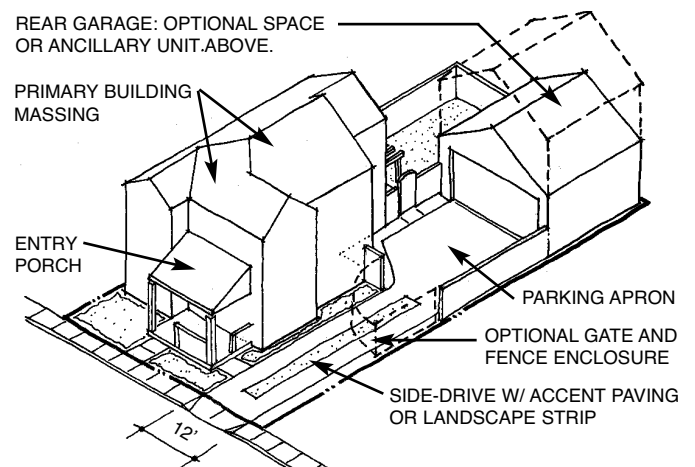 REAR GARAGE: OPTIONAL SPACE
OR ANCILLARY UNIT.ABOVE.
PRIMARY BUILDING
MASSING
ENTRY
PORCH
PARKING APRON
OPTIONAL GATE AND
FENCE ENCLOSURE
SIDE-DRIVE W/ ACCENT PAVING
OR LANDSCAPE STRIP
12'